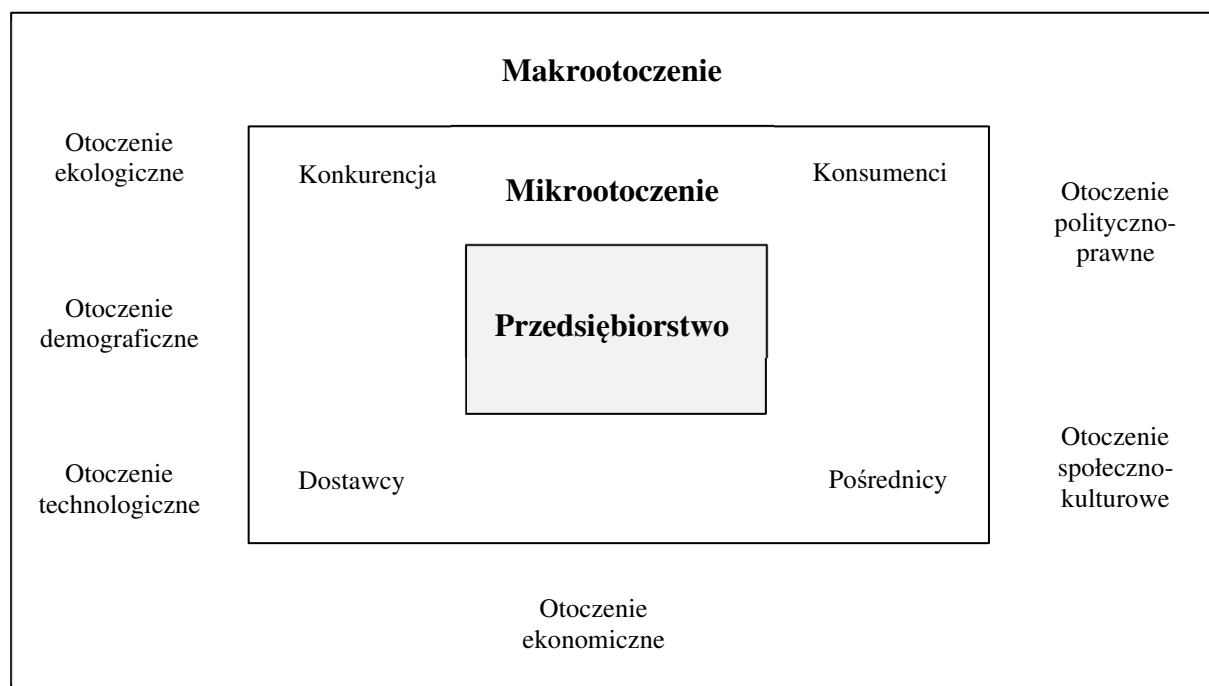 Makrootoczenie
Otoczenie
ekologiczne
Konkurencja
Mikrootoczenie
Konsumenci
Otoczenie
polityczno-
prawne
Otoczenie
demograficzne
Przedsiębiorstwo
Otoczenie
technologiczne
Dostawcy
Pośrednicy
Otoczenie
społeczno-
kulturowe
Otoczenie
ekonomiczne